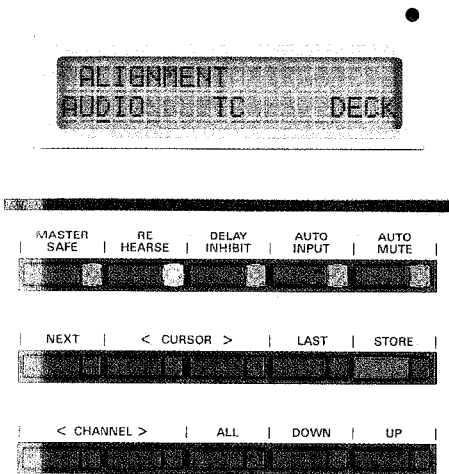 ALIGNMENT
AUDIO TC DECK
MASTER SAFE | RE HEARSE | DELAY INHIBIT | AUTO INPUT | AUTO MUTE
NEXT | < CURSOR > | LAST | STORE
< CHANNEL > | ALL | DOWN | UP